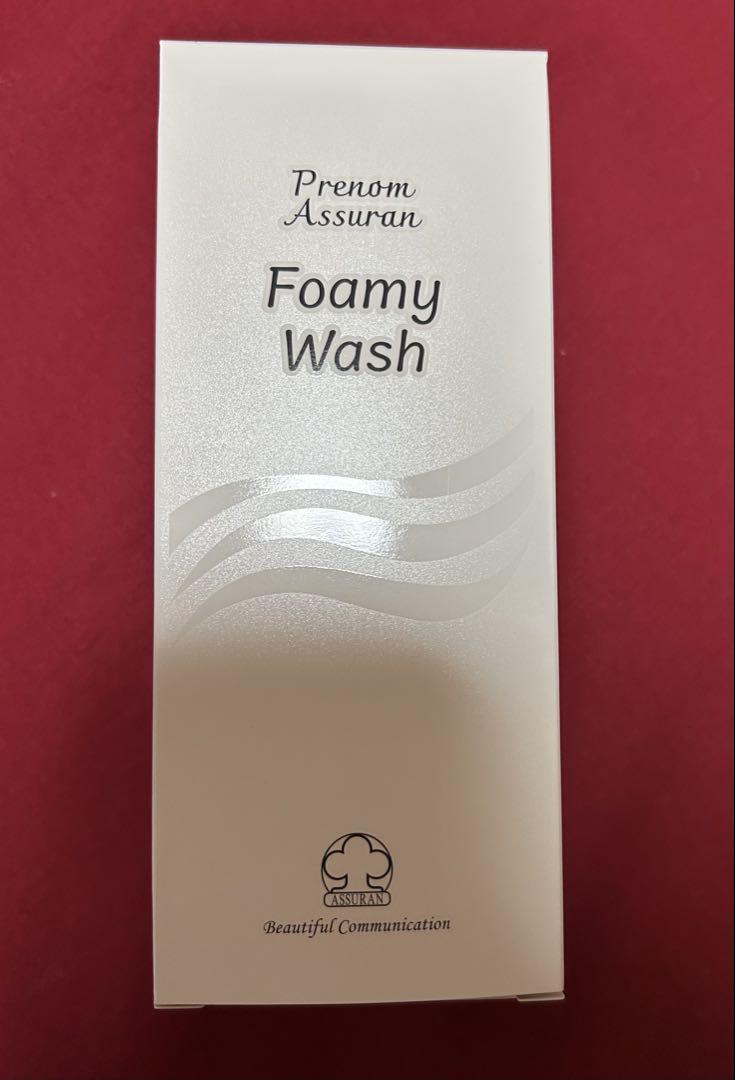 Prenom
Assuran
Foamy
Wash
ASSURAN
Beautiful Communication